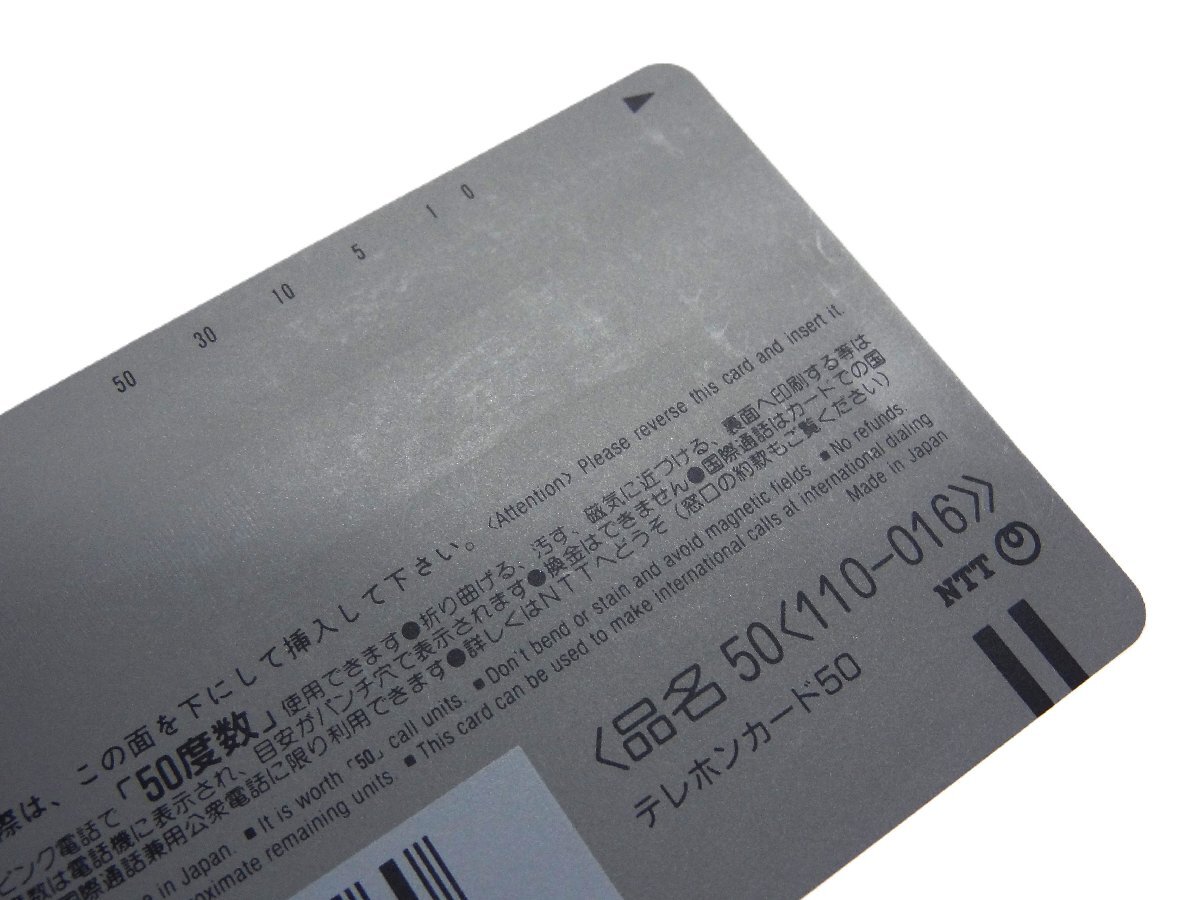 ▶
50 30 10 5 1 0
際は、この面を下にして挿入して下さい。〈Attention〉Please reverse this card and insert it.
ピンク電話で「50度数」使用できます●折り曲げる、汚す、磁気に近づける、裏面へ印刷する等は
数は電話機に表示され、目安がパンチ穴で表示されます●換金はできません●国際通話はカードでの国
国際通話兼用公衆電話に限り利用できます●詳しくはNTTへどうぞ（窓口の約款もご覧ください）
in Japan. ■It is worth「50」call units. ■Don't bend or stain and avoid magnetic fields ■No refunds.
remaining units. ■This card can be used to make international calls at international dialing
Made in Japan
〈品名 50〈110-016〉〉
テレホンカード50
NTT